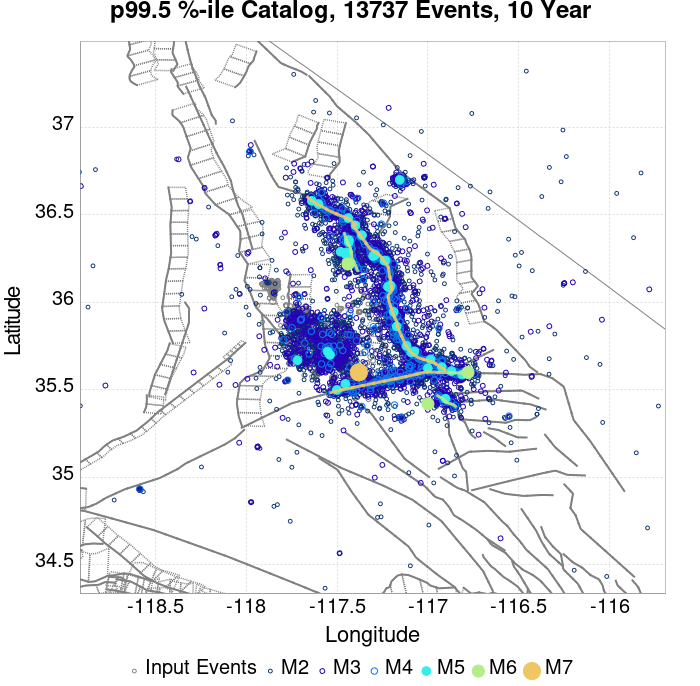 p99.5 %-ile Catalog, 13737 Events, 10 Year
37
36.5
36
35.5
35
34.5
Latitude
-118.5 -118 -117.5 -117 -116.5 -116
Longitude
Input Events M2 M3 M4 M5 M6 M7